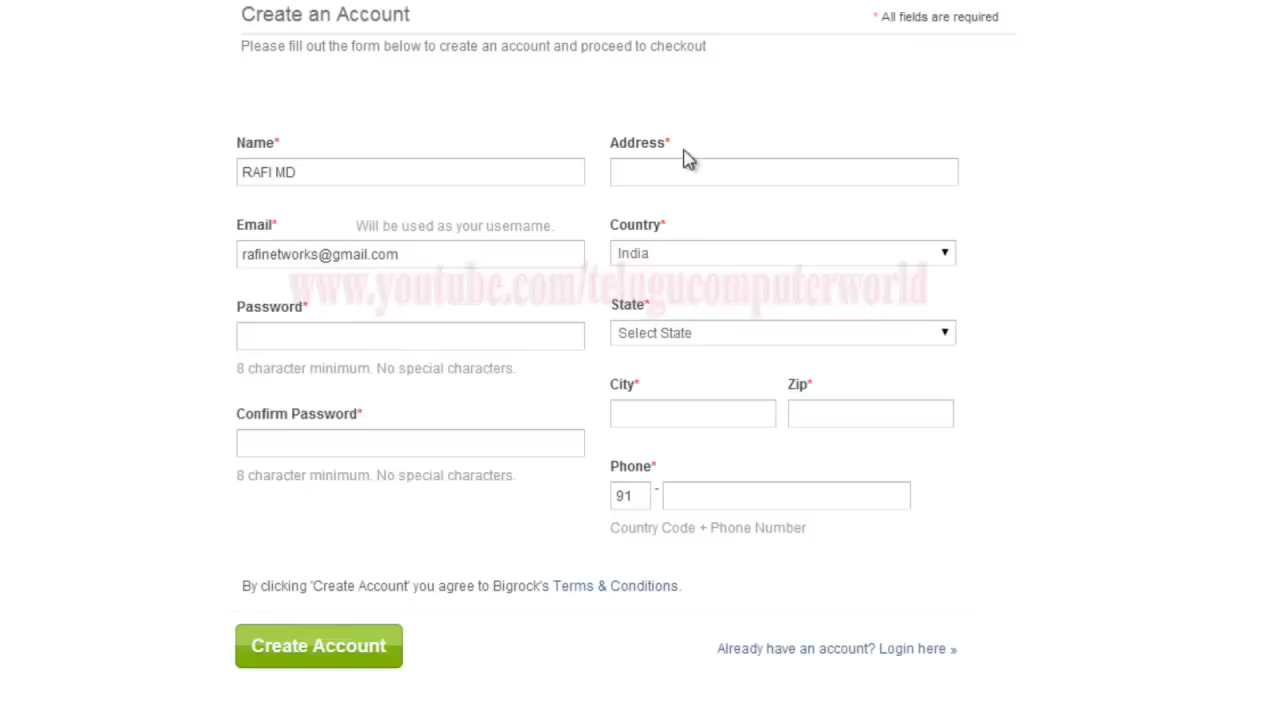 Create an Account
* All fields are required
Please fill out the form below to create an account and proceed to checkout
Name*
RAFI MD
Email*
Will be used as your username.
rafinetworks@gmail.com
Password*
8 character minimum. No special characters.
Confirm Password*
8 character minimum. No special characters.
Address*
Country*
India
www.youtube.com/telugucomputerworld
State*
Select State
City*
Zip*
Phone*
91 -
Country Code + Phone Number
By clicking 'Create Account' you agree to Bigrock's Terms & Conditions.
Create Account
Already have an account? Login here »